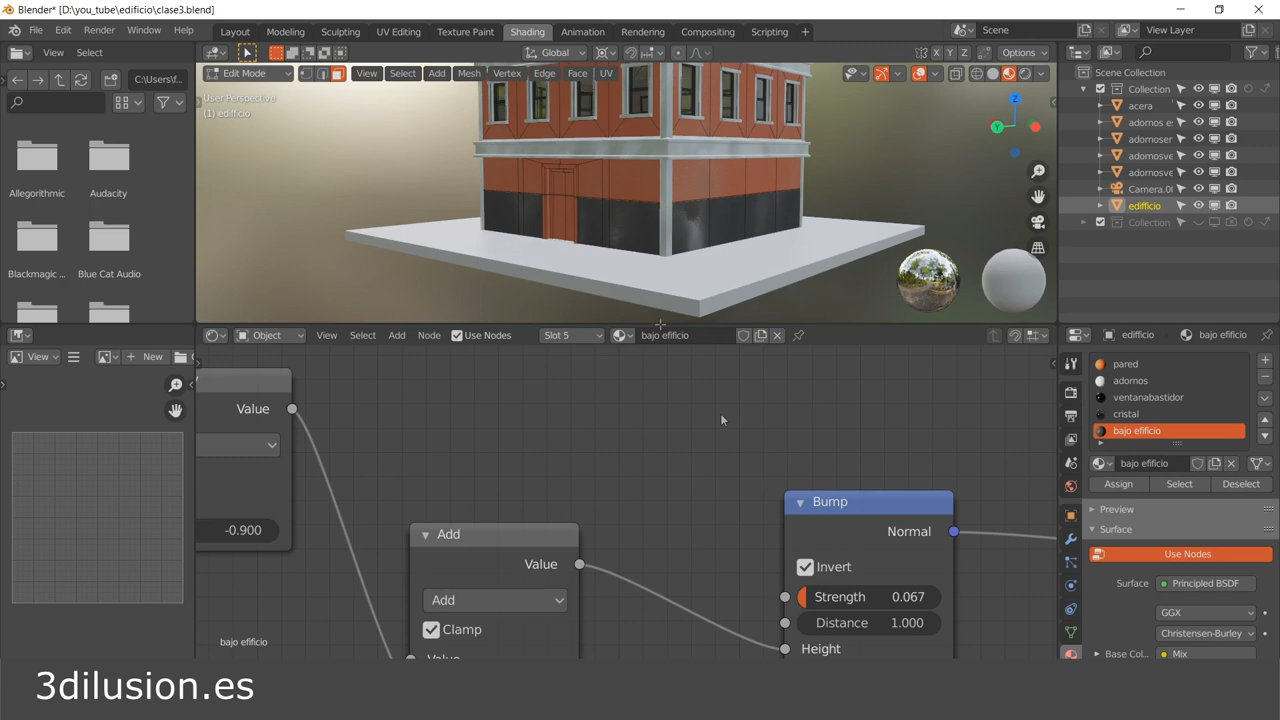 Blender* [D:\you_tube\edificio\clase3.blend]
File Edit Render Window Help Layout Modeling Sculpting UV Editing Texture Paint Shading Animation Rendering Compositing Scripting + Scene View Layer
View Select Global X Y Z Options
C:\Users\f... Edit Mode View Select Add Mesh Vertex Edge Face UV Scene Collection
Collection
User Perspective
(1) edifficio
acera
adornos e
adornoser
adornosve
adornosve
Camera.0
edifficio
Collection
Z
Y
Allegorithmic Audacity
Blackmagic ... Blue Cat Audio
Object View Select Add Node Use Nodes Slot 5 bajo eficio
edifficio bajo eficio
View New
pared
adornos
ventanabastidor
cristal
bajo efificio
Value
bajo efificio
Assign Select Deselect
Preview
Surface
Use Nodes
Surface Principled BSDF
GGX
Christensen-Burley
Base Col... Mix
-0.900
Add
Value
Add
Clamp
Value
Bump
Normal
Invert
Strength 0.067
Distance 1.000
Height
bajo efificio
3dilusion.es